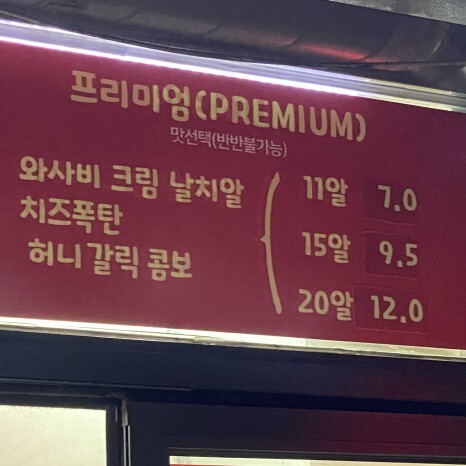 프리미엄(PREMIUM)
맛선택(반반불가능)
와사비 크림 날치알
치즈폭탄
허니 갈릭 콤보
11알 7.0
15알 9.5
20알 12.0